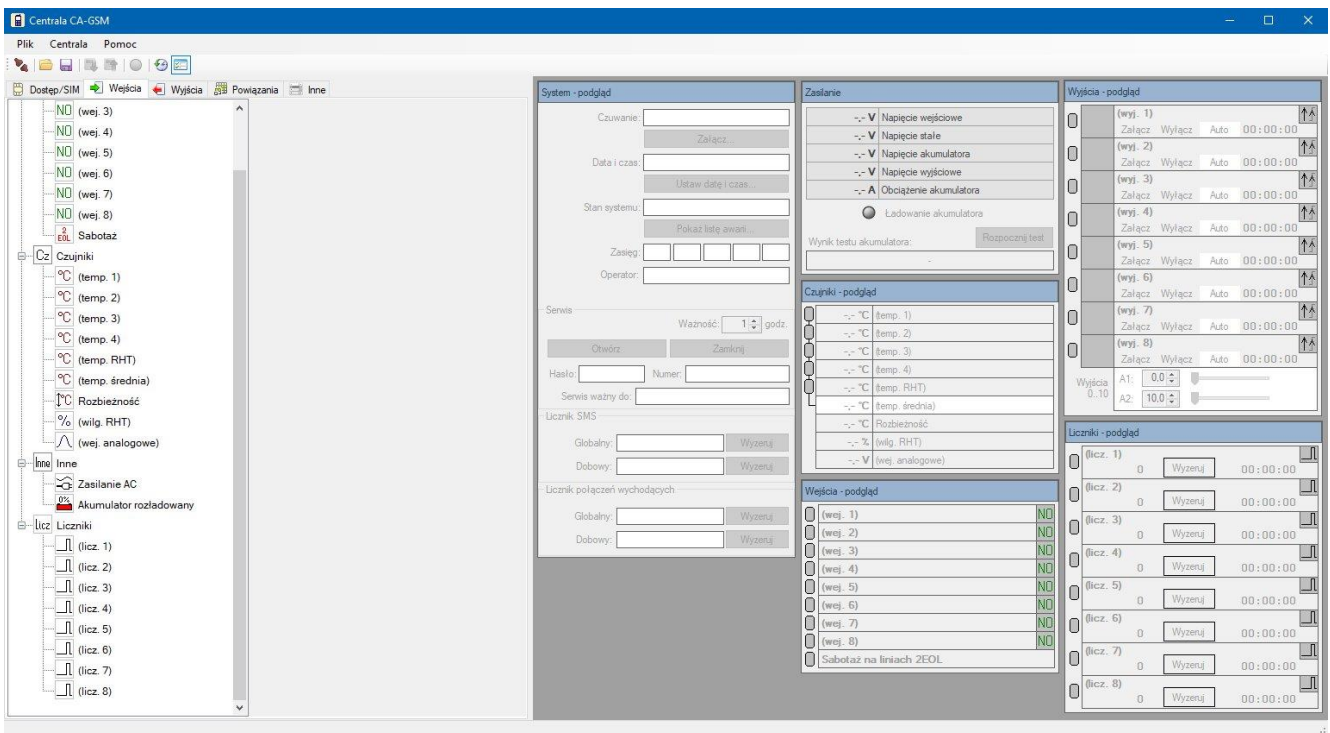 Centrala CA-GSM
Plik Centrala Pomoc
Dostęp/SIM Wejścia Wyjścia Powiązania Inne
NO (wej. 3)
NO (wej. 4)
NO (wej. 5)
NO (wej. 6)
NO (wej. 7)
NO (wej. 8)
2 EOL Sabotaż
Cz Czujniki
°C (temp. 1)
°C (temp. 2)
°C (temp. 3)
°C (temp. 4)
°C (temp. RHT)
°C (temp. średnia)
°C Rozbieżność
% (wilg. RHT)
(wej. analogowe)
Inne Inne
Zasilanie AC
0% Akumulator rozładowany
licz Liczniki
(licz. 1)
(licz. 2)
(licz. 3)
(licz. 4)
(licz. 5)
(licz. 6)
(licz. 7)
(licz. 8)
System - podgląd
Czuwanie:
Załącz...
Data i czas:
Ustaw datę i czas...
Stan systemu:
Pokaż listę awarii...
Zasięg:
Operator:
Serwis
Ważność: 1 godz.
Otwórz Zamknij
Hasło: Numer:
Serwis ważny do:
Licznik SMS
Globalny: Wyzeruj
Dobowy: Wyzeruj
Licznik połączeń wychodzących
Globalny: Wyzeruj
Dobowy: Wyzeruj
Zasilanie
-.- V Napięcie wejściowe
-.- V Napięcie stałe
-.- V Napięcie akumulatora
-.- V Napięcie wyjściowe
-.- A Obciążenie akumulatora
Ładowanie akumulatora
Wynik testu akumulatora: Rozpocznij test
-
Czujniki - podgląd
-.- °C (temp. 1)
-.- °C (temp. 2)
-.- °C (temp. 3)
-.- °C (temp. 4)
-.- °C (temp. RHT)
-.- °C (temp. średnia)
-.- °C Rozbieżność
-.- % (wilg. RHT)
-.- V (wej. analogowe)
Wejścia - podgląd
(wej. 1) NO
(wej. 2) NO
(wej. 3) NO
(wej. 4) NO
(wej. 5) NO
(wej. 6) NO
(wej. 7) NO
(wej. 8) NO
Sabotaż na liniach 2EOL
Wyjścia - podgląd
(wyj. 1)
Załącz Wyłącz Auto 00:00:00
(wyj. 2)
Załącz Wyłącz Auto 00:00:00
(wyj. 3)
Załącz Wyłącz Auto 00:00:00
(wyj. 4)
Załącz Wyłącz Auto 00:00:00
(wyj. 5)
Załącz Wyłącz Auto 00:00:00
(wyj. 6)
Załącz Wyłącz Auto 00:00:00
(wyj. 7)
Załącz Wyłącz Auto 00:00:00
(wyj. 8)
Załącz Wyłącz Auto 00:00:00
Wyjścia 0..10
A1: 0.0
A2: 10.0
Liczniki - podgląd
(licz. 1)
0 Wyzeruj 00:00:00
(licz. 2)
0 Wyzeruj 00:00:00
(licz. 3)
0 Wyzeruj 00:00:00
(licz. 4)
0 Wyzeruj 00:00:00
(licz. 5)
0 Wyzeruj 00:00:00
(licz. 6)
0 Wyzeruj 00:00:00
(licz. 7)
0 Wyzeruj 00:00:00
(licz. 8)
0 Wyzeruj 00:00:00